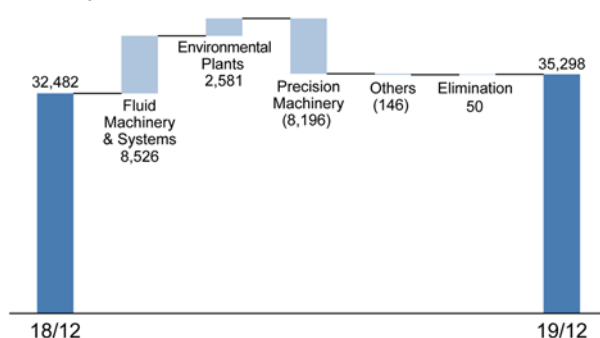 32,482
Fluid
Machinery
& Systems
8,526
Environmental
Plants
2,581
Precision
Machinery
(8,196)
Others
(146)
Elimination
50
35,298
18/12
19/12